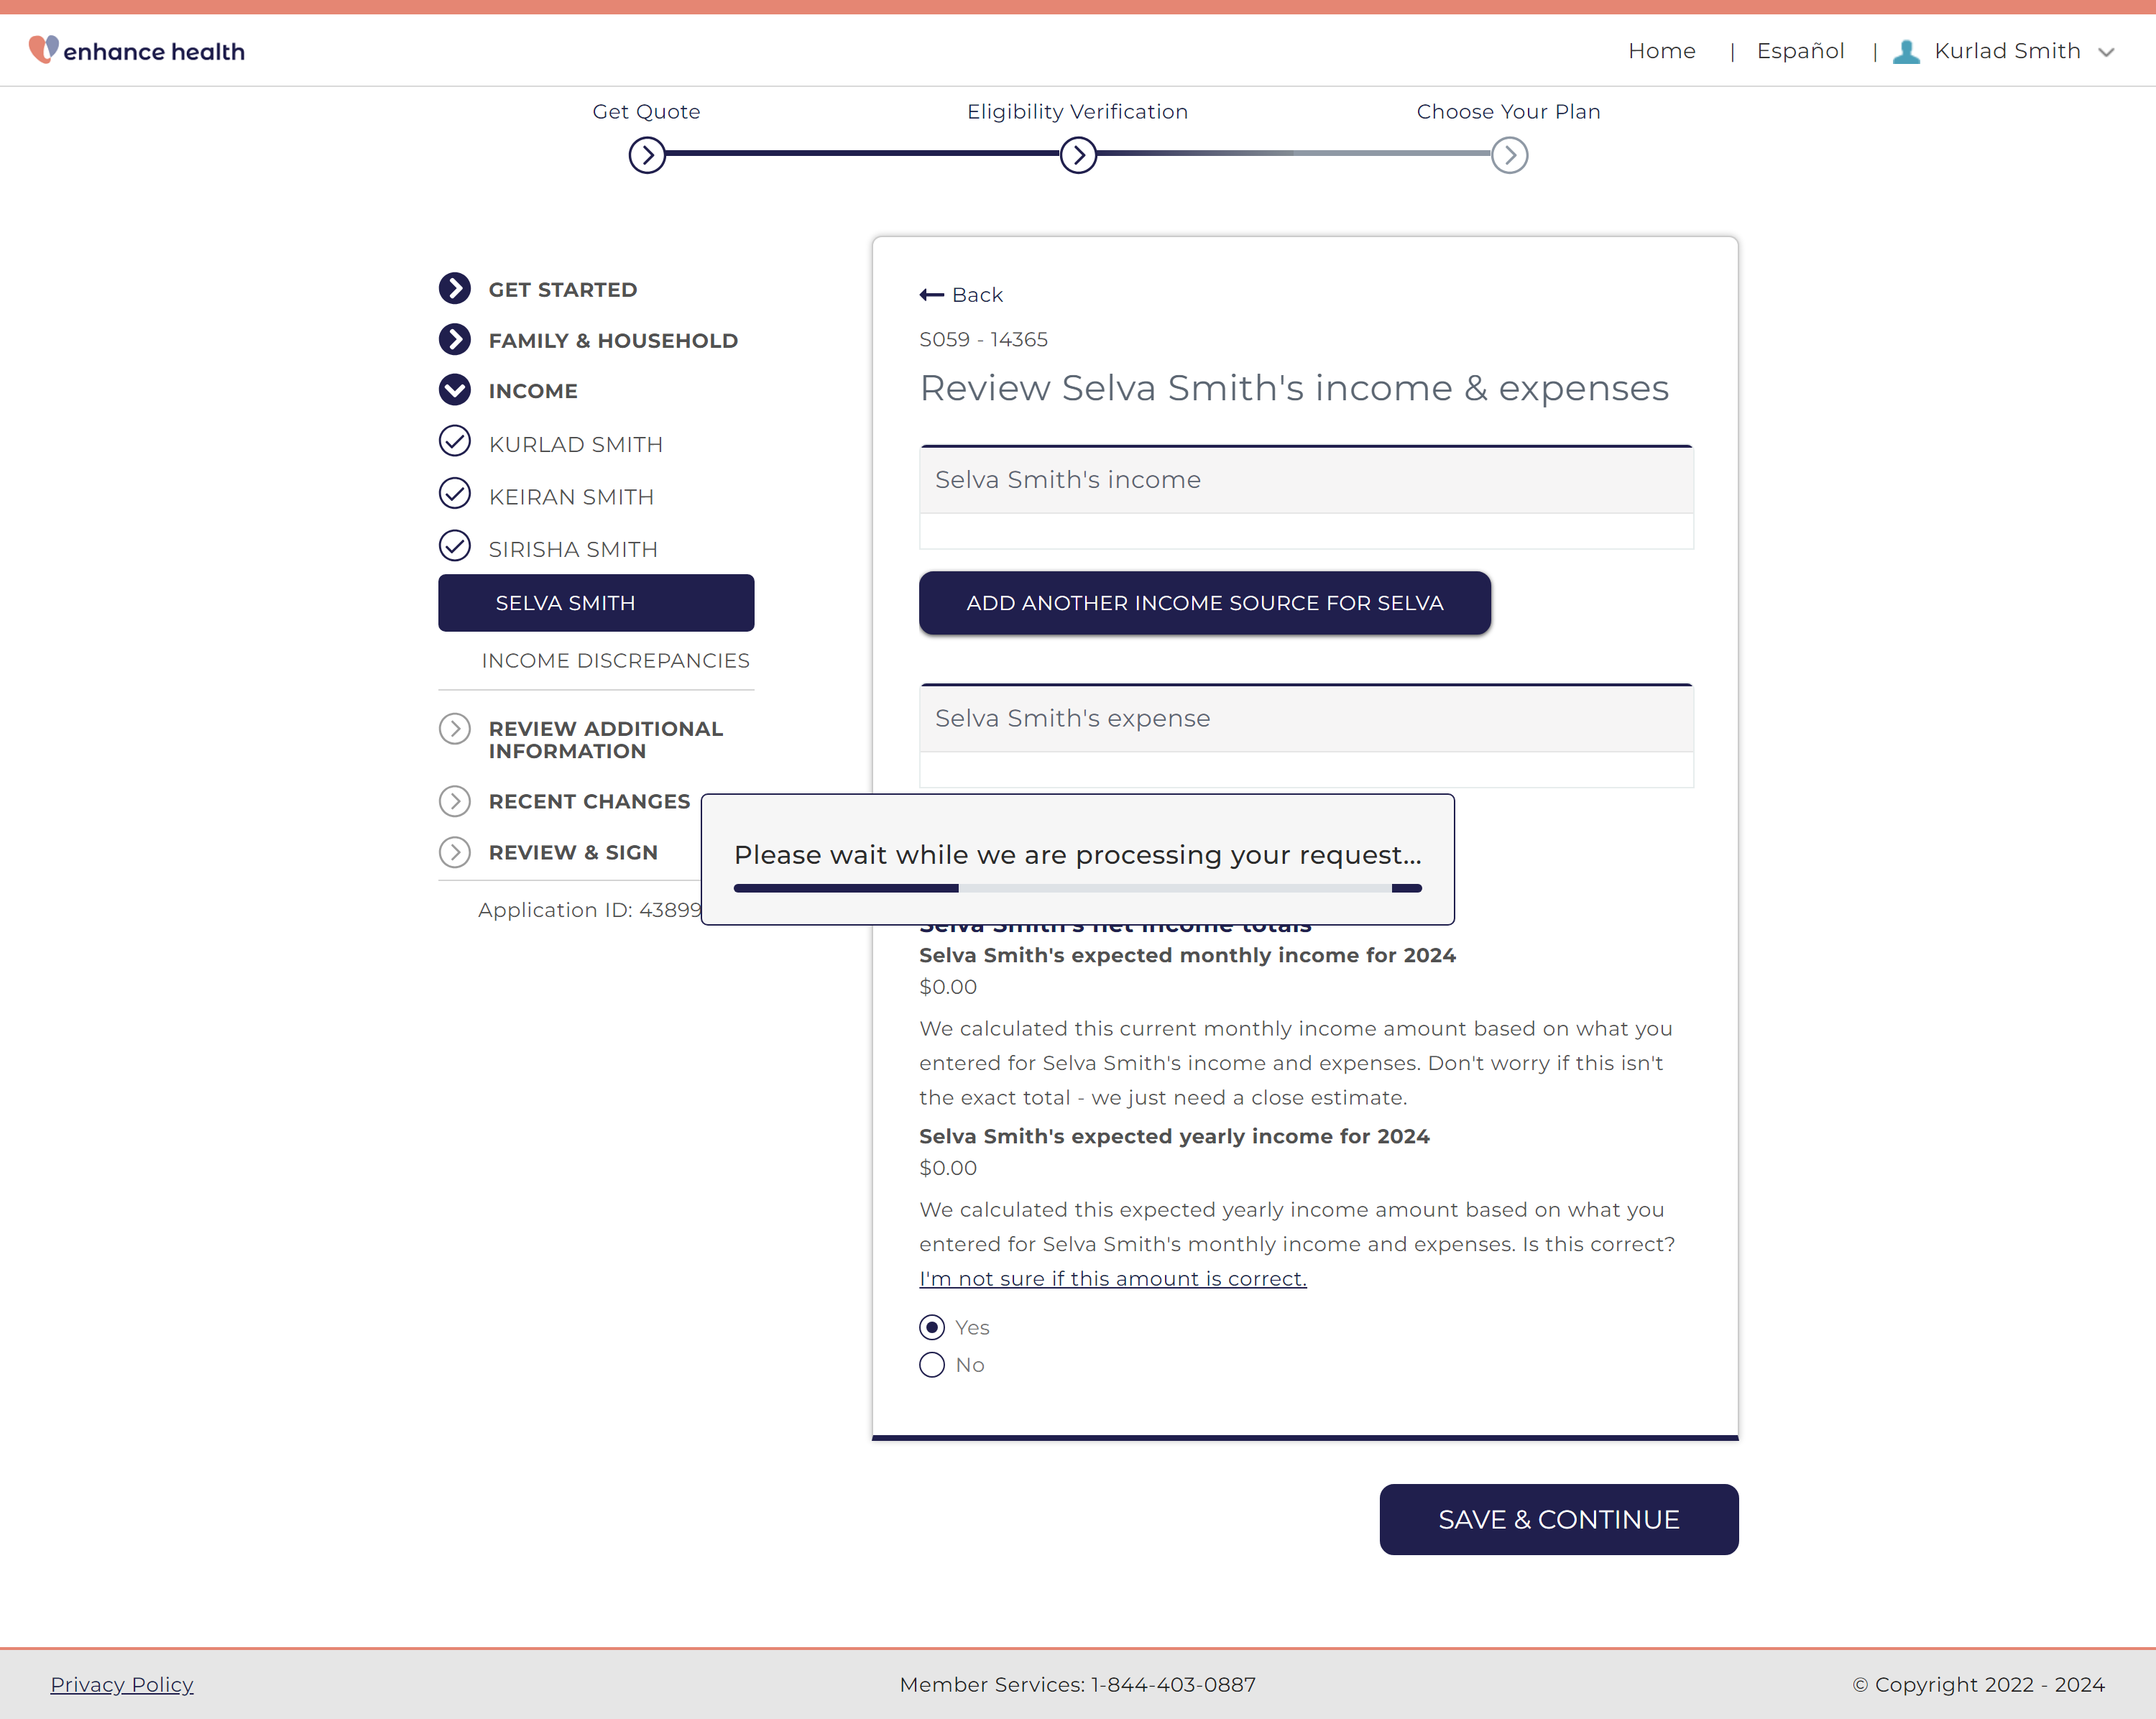 enhance health
Home | Español | Kurlad Smith
Get Quote
Eligibility Verification
Choose Your Plan
GET STARTED
FAMILY & HOUSEHOLD
INCOME
KURLAD SMITH
KEIRAN SMITH
SIRISHA SMITH
SELVA SMITH
INCOME DISCREPANCIES
REVIEW ADDITIONAL
INFORMATION
RECENT CHANGES
REVIEW & SIGN
Application ID: 43899
Back
S059 - 14365
Review Selva Smith's income & expenses
Selva Smith's income
ADD ANOTHER INCOME SOURCE FOR SELVA
Selva Smith's expense
Please wait while we are processing your request...
Selva Smith's net income totals
Selva Smith's expected monthly income for 2024
$0.00
We calculated this current monthly income amount based on what you
entered for Selva Smith's income and expenses. Don't worry if this isn't
the exact total - we just need a close estimate.
Selva Smith's expected yearly income for 2024
$0.00
We calculated this expected yearly income amount based on what you
entered for Selva Smith's monthly income and expenses. Is this correct?
I'm not sure if this amount is correct.
Yes
No
SAVE & CONTINUE
Privacy Policy
Member Services: 1-844-403-0887
© Copyright 2022 - 2024